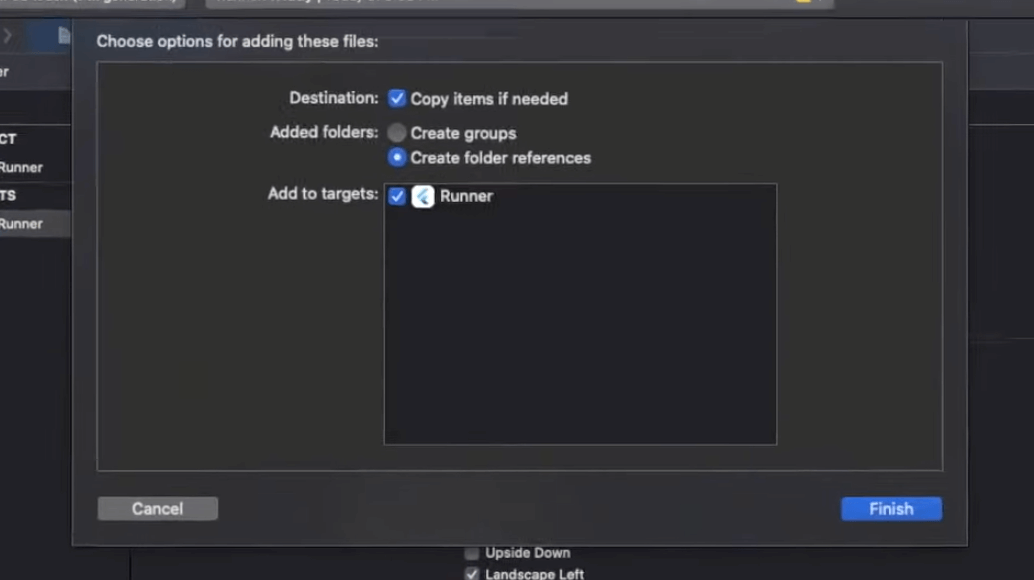 Choose options for adding these files:
Destination: Copy items if needed
Added folders: Create groups
Create folder references
Add to targets: Runner
CT
Runner
TS
Runner
Cancel
Finish
Upside Down
Landscape Left